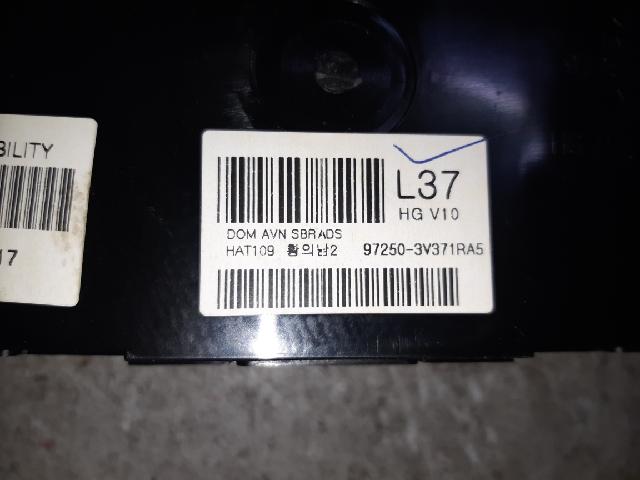 BILITY
17
L37
HG V10
DOM AVN SBRADS
HAT109 황의남2 97250-3V371RA5